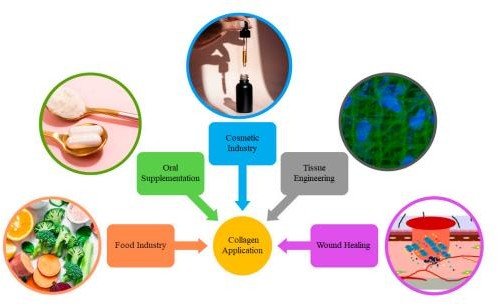 Cosmetic
Industry
Oral
Supplementation
Tissue
Engineering
Food Industry
Collagen
Application
Wound Healing